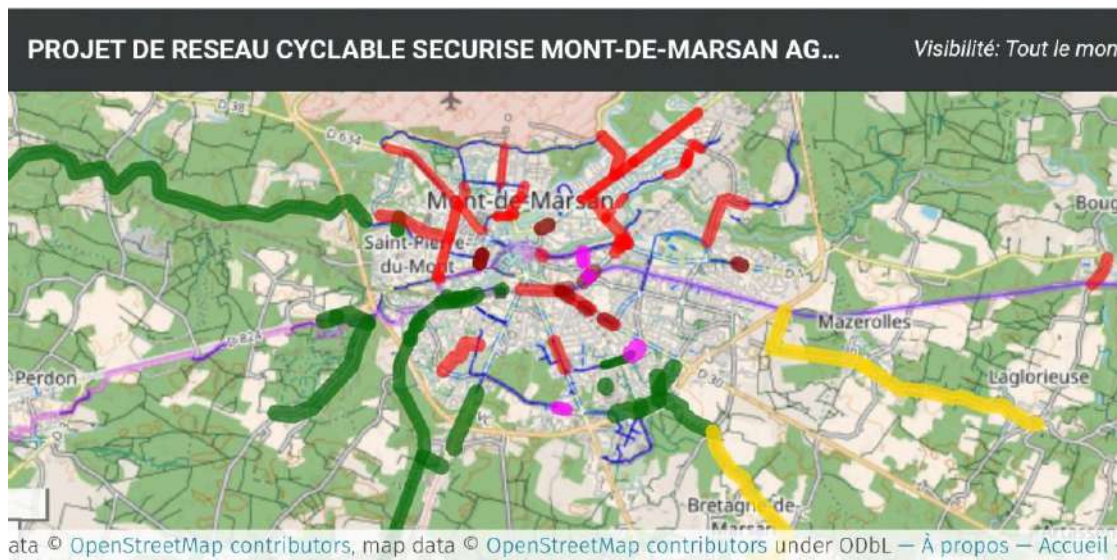 PROJET DE RESEAU CYCLABLE SECURISE MONT-DE-MARSAN AG...
Visibilité: Tout le mon
D 38
D 634
Mont-de-Marsan
Saint-Pierre-
du-Mont
Boug
D 824
Mazerolles
Perdon
D 30
Laglorieuse
Bretagne-de-
Marsan
ata © OpenStreetMap contributors, map data © OpenStreetMap contributors under ODbL — À propos — Accueil